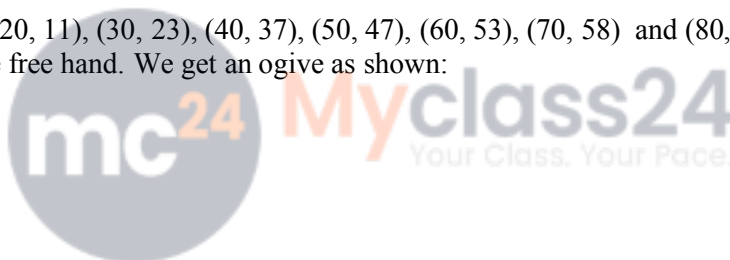 20, 11), (30, 23), (40, 37), (50, 47), (60, 53), (70, 58) and (80,
free hand. We get an ogive as shown:
mc24 Myclass24
Your Class. Your Pace.